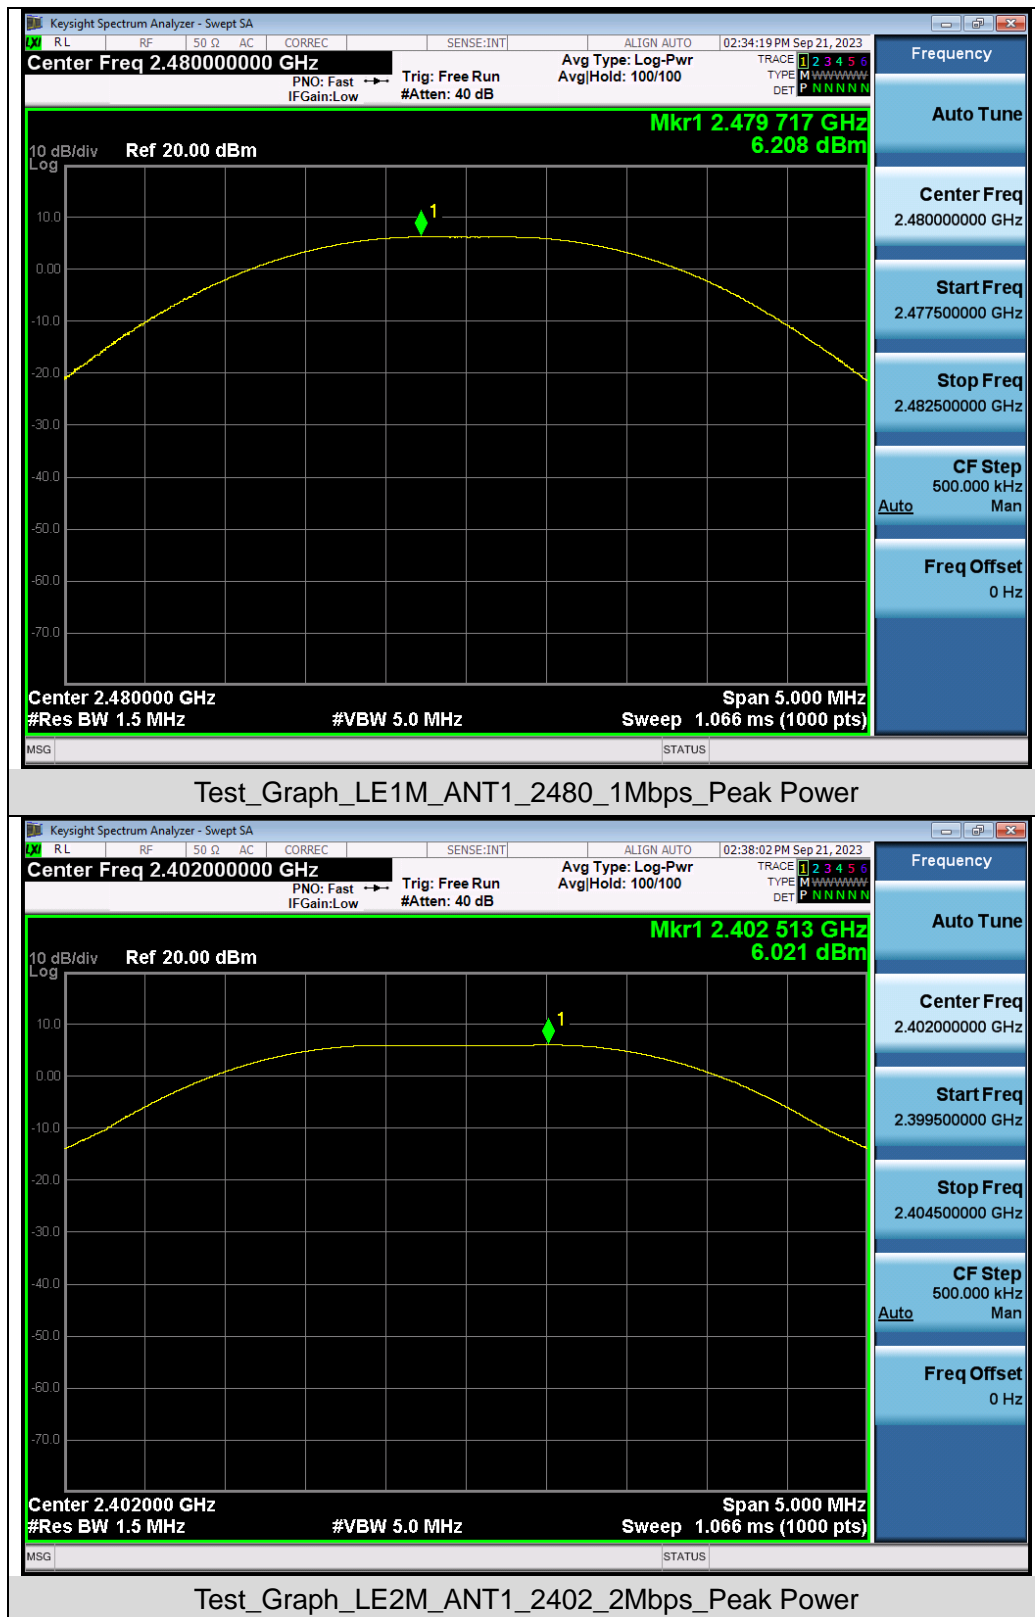 Keysight Spectrum Analyzer - Swept SA
LXI RL RF 50 Ω AC CORREC SENSE:INT ALIGN AUTO 02:34:19 PM Sep 21, 2023
Center Freq 2.480000000 GHz
PNO: Fast
IFGain:Low
Trig: Free Run
#Atten: 40 dB
Avg Type: Log-Pwr
Avg|Hold: 100/100
TRACE 1 2 3 4 5 6
TYPE M WWWWW
DET P N N N N N
Mkr1 2.479 717 GHz
6.208 dBm
10 dB/div Ref 20.00 dBm
Log
1
10.0
0.00
-10.0
-20.0
-30.0
-40.0
-50.0
-60.0
-70.0
Center 2.480000 GHz Span 5.000 MHz
#Res BW 1.5 MHz #VBW 5.0 MHz Sweep 1.066 ms (1000 pts)
MSG STATUS
Frequency
Auto Tune
Center Freq
2.480000000 GHz
Start Freq
2.477500000 GHz
Stop Freq
2.482500000 GHz
CF Step
500.000 kHz
Auto Man
Freq Offset
0 Hz
Test_Graph_LE1M_ANT1_2480_1Mbps_Peak Power
Keysight Spectrum Analyzer - Swept SA
LXI RL RF 50 Ω AC CORREC SENSE:INT ALIGN AUTO 02:38:02 PM Sep 21, 2023
Center Freq 2.402000000 GHz
PNO: Fast
IFGain:Low
Trig: Free Run
#Atten: 40 dB
Avg Type: Log-Pwr
Avg|Hold: 100/100
TRACE 1 2 3 4 5 6
TYPE M WWWWW
DET P N N N N N
Mkr1 2.402 513 GHz
6.021 dBm
10 dB/div Ref 20.00 dBm
Log
1
10.0
0.00
-10.0
-20.0
-30.0
-40.0
-50.0
-60.0
-70.0
Center 2.402000 GHz Span 5.000 MHz
#Res BW 1.5 MHz #VBW 5.0 MHz Sweep 1.066 ms (1000 pts)
MSG STATUS
Frequency
Auto Tune
Center Freq
2.402000000 GHz
Start Freq
2.399500000 GHz
Stop Freq
2.404500000 GHz
CF Step
500.000 kHz
Auto Man
Freq Offset
0 Hz
Test_Graph_LE2M_ANT1_2402_2Mbps_Peak Power